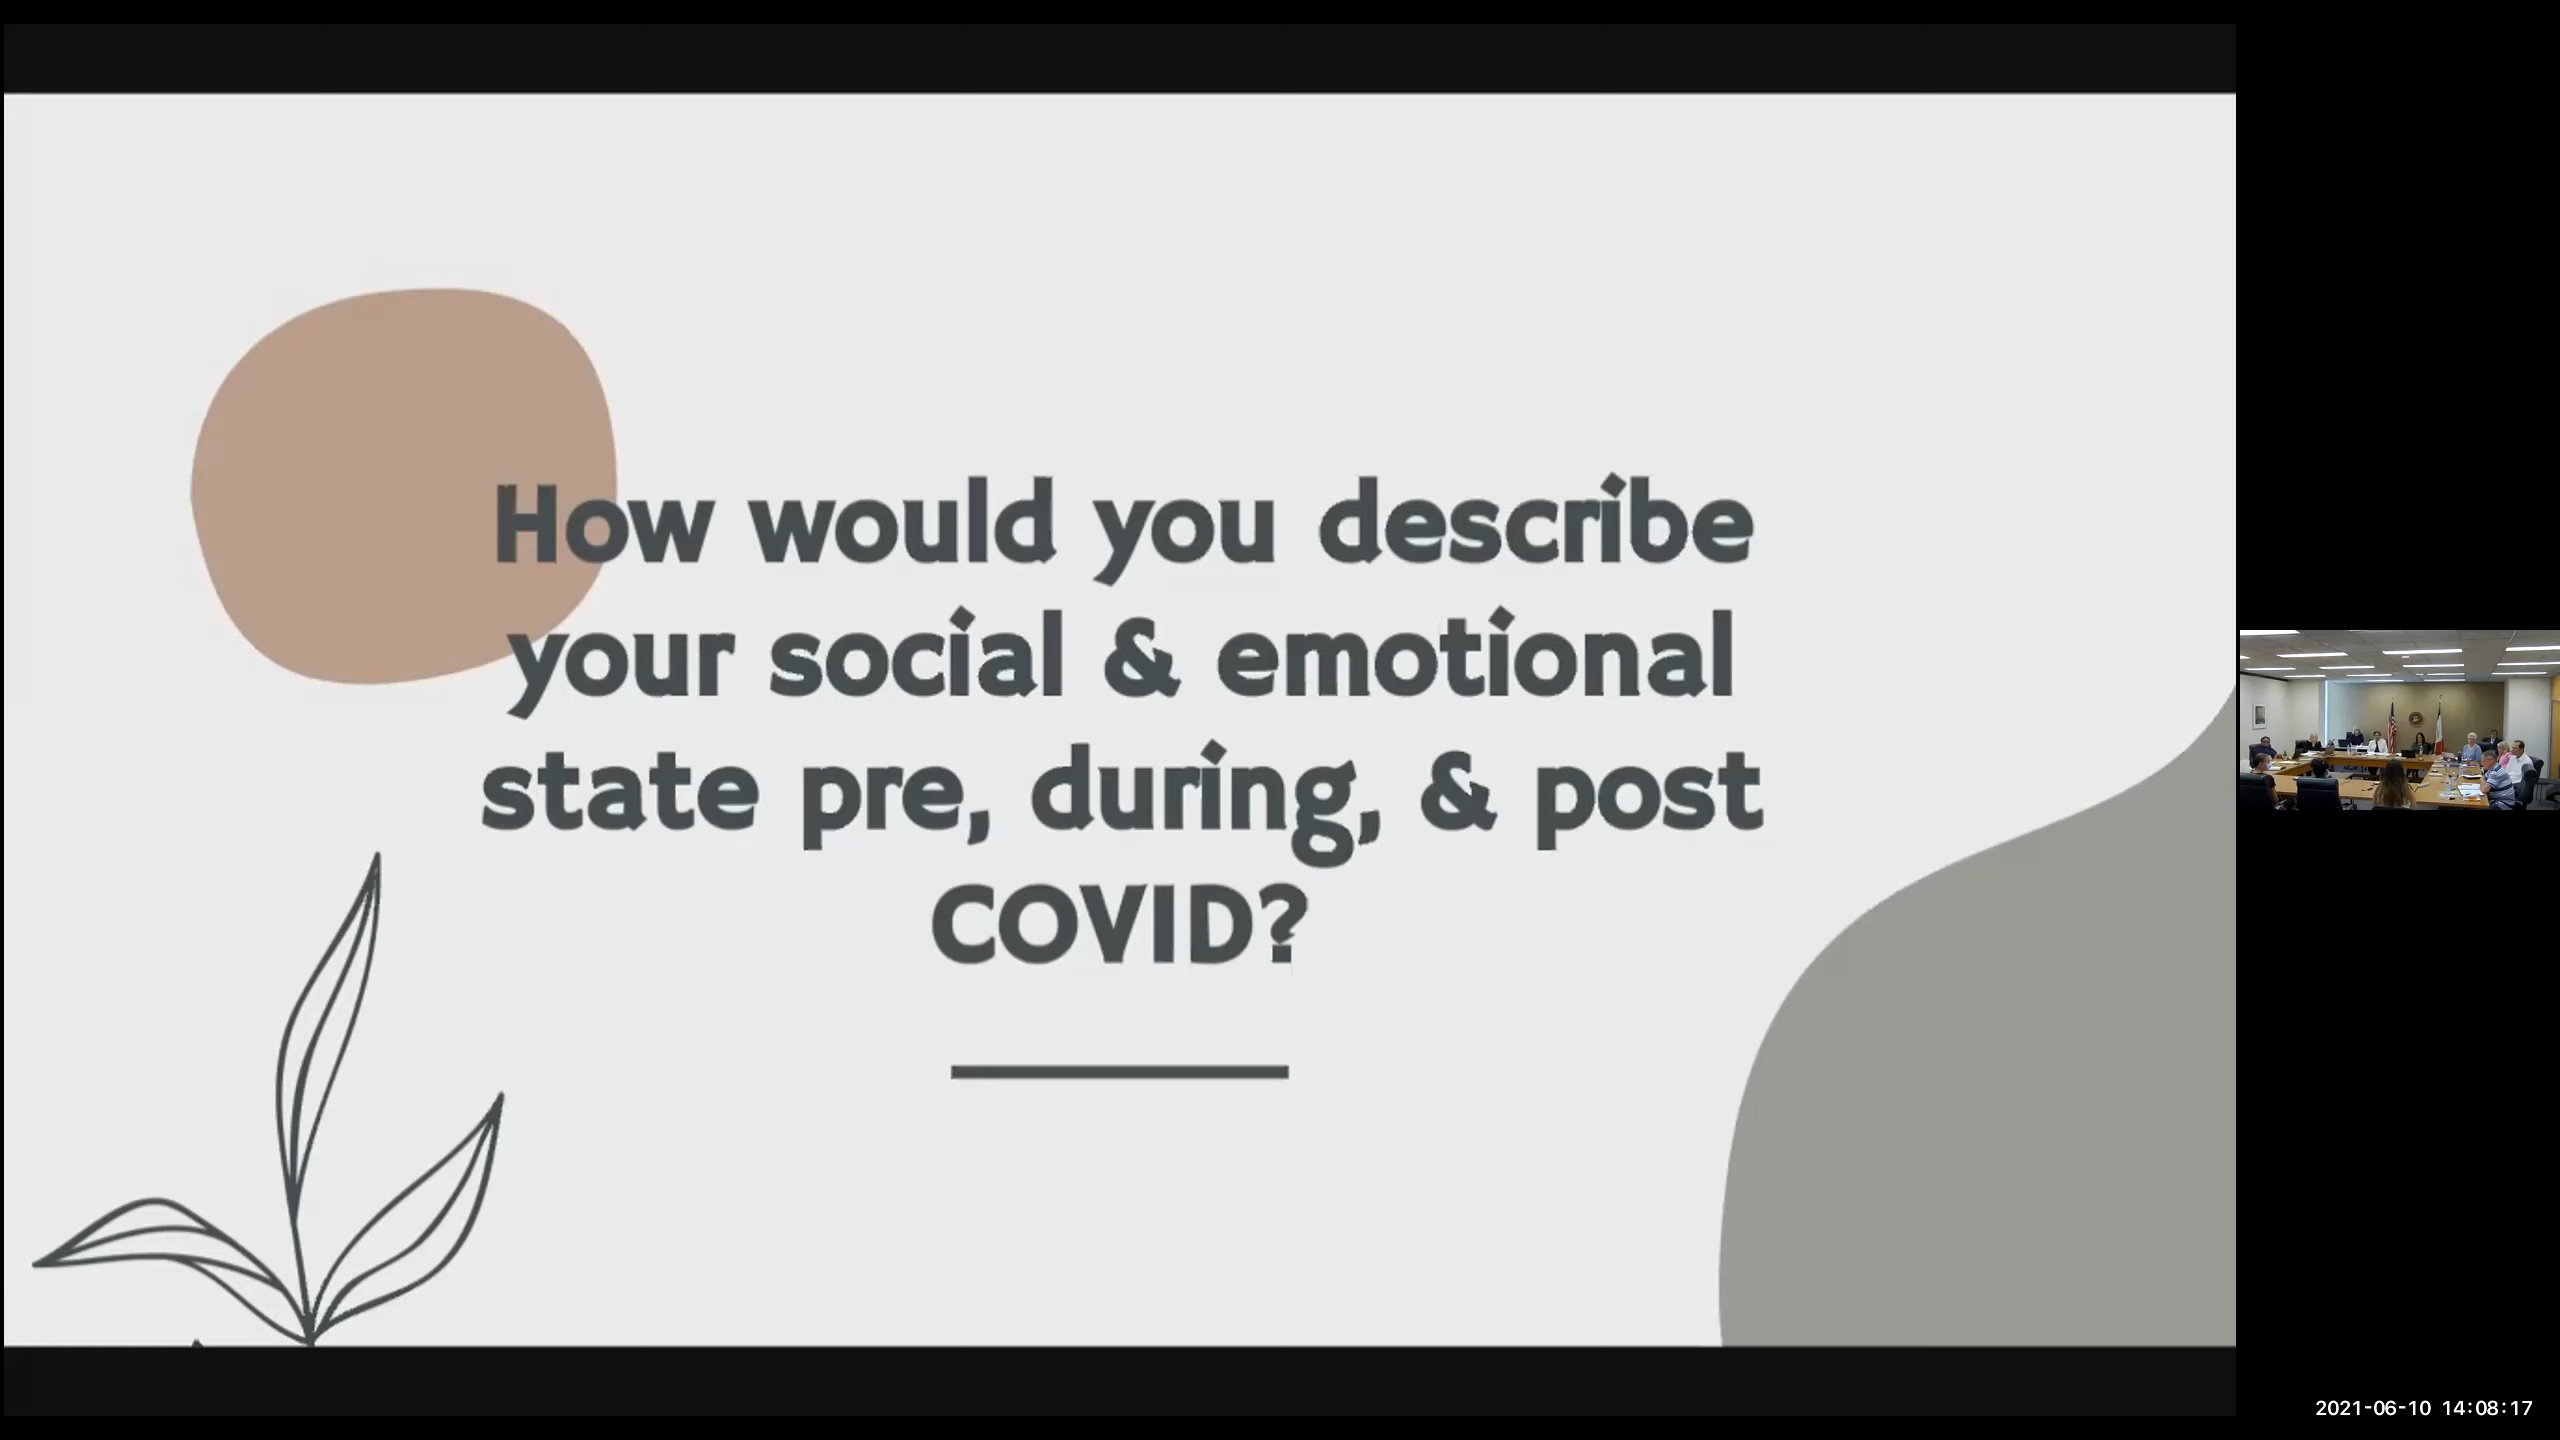 How would you describe
your social & emotional
state pre, during, & post
COVID?
2021-06-10 14:08:17